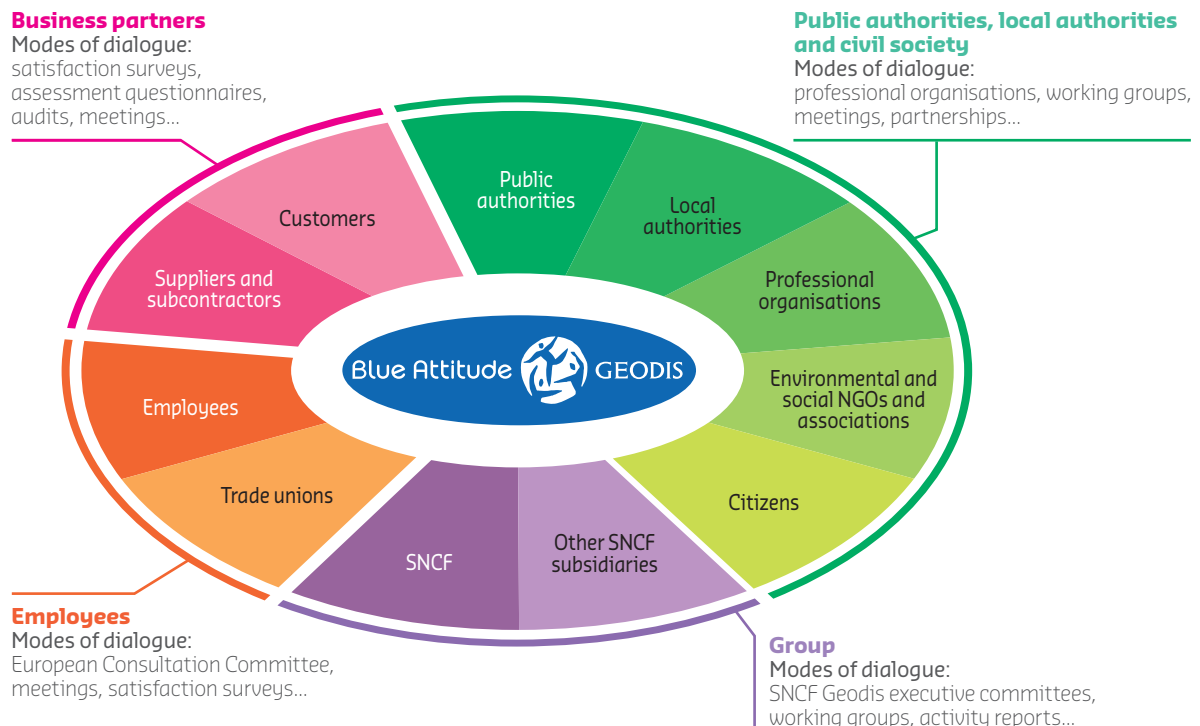 Business partners
Modes of dialogue:
satisfaction surveys,
assessment questionnaires,
audits, meetings...
Public authorities, local authorities
and civil society
Modes of dialogue:
professional organisations, working groups,
meetings, partnerships...
Public
authorities
Local
authorities
Customers
Professional
organisations
Suppliers and
subcontractors
Blue Attitude GEODIS
Environmental and
social NGOs and
associations
Employees
Trade unions
Citizens
SNCF
Other SNCF
subsidiaries
Employees
Modes of dialogue:
European Consultation Committee,
meetings, satisfaction surveys...
Group
Modes of dialogue:
SNCF Geodis executive committees,
working groups, activity reports...